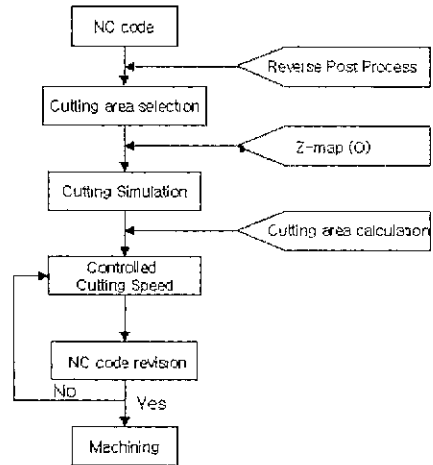 NC code
Reverse Post Process
Cutting area selection
Z-map (O)
Cutting Simulation
Cutting area calculation
Controlled
Cutting Speed
NC code revision
No
Yes
Machining